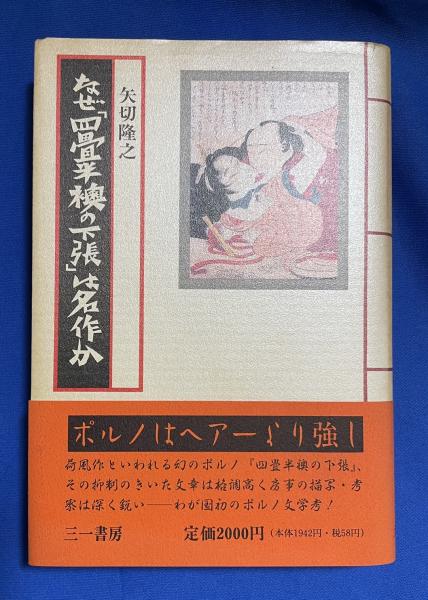 なぜ「四畳半襖の下張」は名作か
矢切隆之
ポルノはヘアーより強し
荷風作といわれる幻のポルノ『四畳半襖の下張』、
その抑制のきいた文章は格調高く房事の描写・考
察は深く鋭い――わが国初のポルノ文学考!
三一書房
定価2000円(本体1942円・税58円)